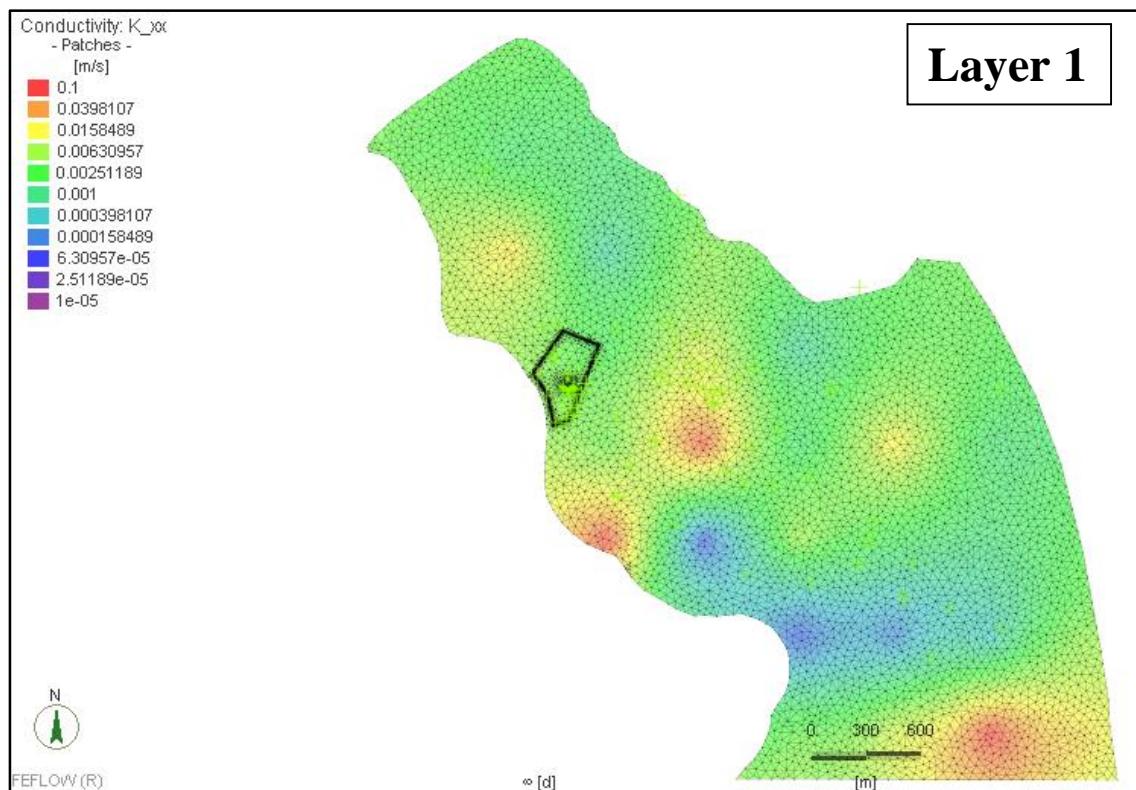 Conductivity: K_xx
- Patches -
[m/s]
0.1
0.0398107
0.0158489
0.00630957
0.00251189
0.001
0.000398107
0.000158489
6.30957e-05
2.51189e-05
1e-05
Layer 1
N
0 300 600
FEFLOW (R)
∞ [d]
[m]